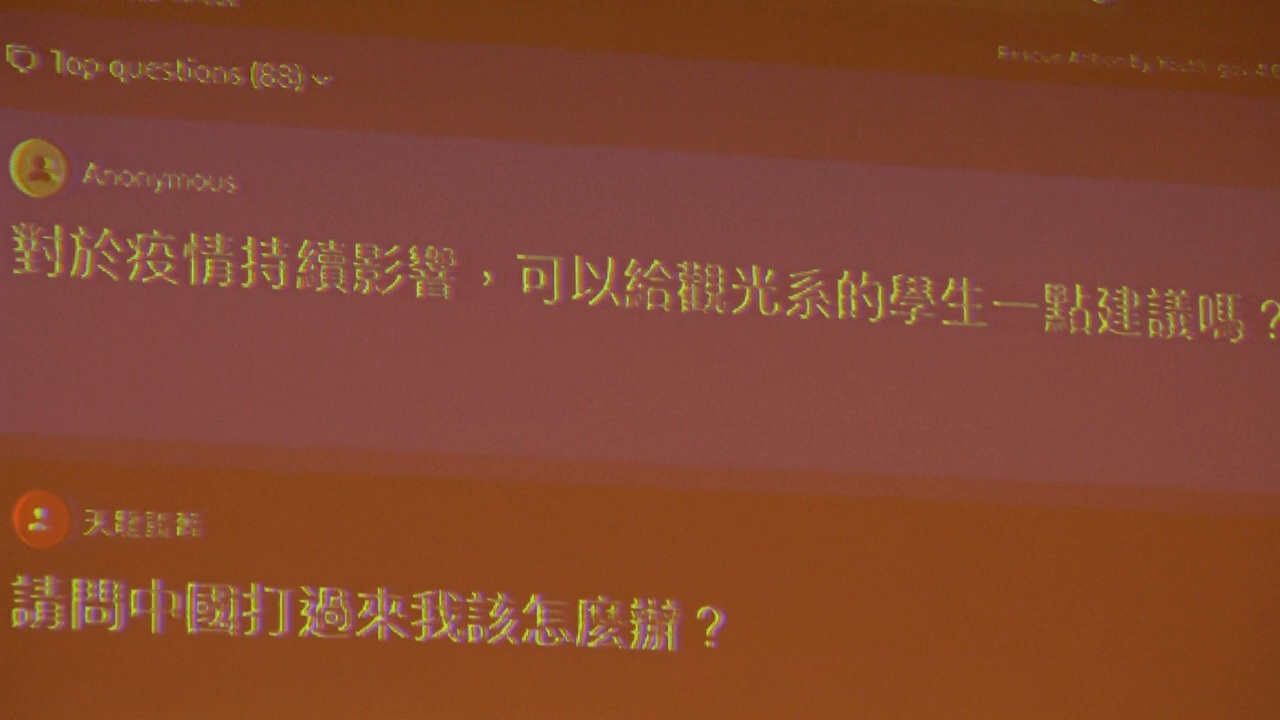 Top questions (83)
Anonymous
對於疫情持續影響，可以給觀光系的學生一點建議嗎？
請問中國打過來我該怎麼辦？